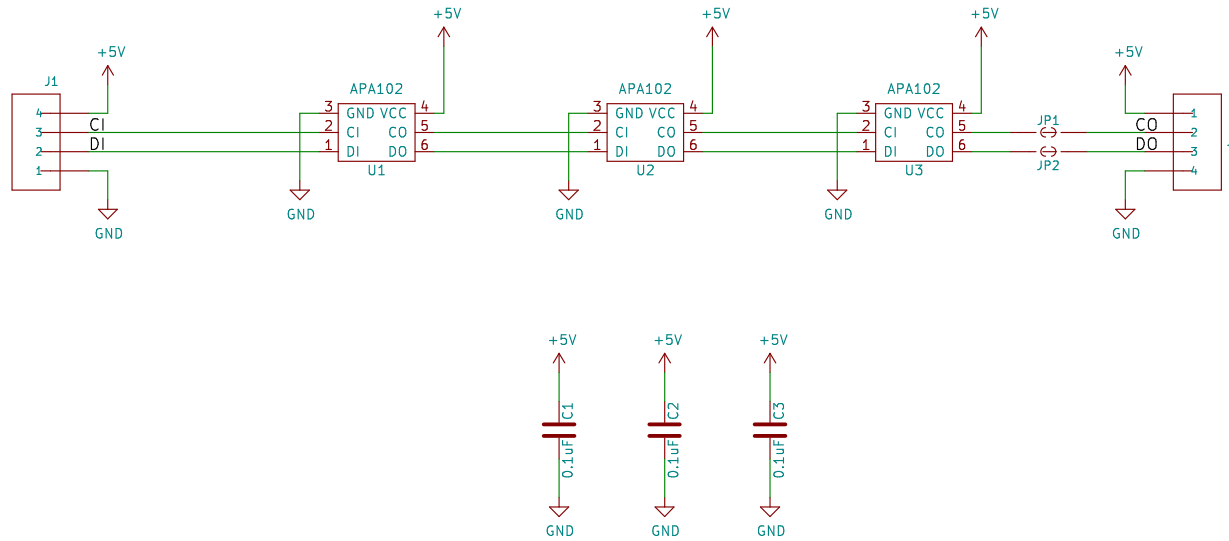 +5V +5V +5V
+5V +5V
J1 APA102 APA102 APA102
4 3 GND VCC 4 3 GND VCC 4 3 GND VCC 4 JP1 1
3 CI 2 CI CO 5 2 CI CO 5 2 CI CO 5 CO 2
2 DI 1 DI DO 6 1 DI DO 6 1 DI DO 6 DO 3
1 U1 U2 U3 JP2 4
GND GND GND
GND GND
+5V +5V +5V
C1 C2 C3
0.1uF 0.1uF 0.1uF
GND GND GND